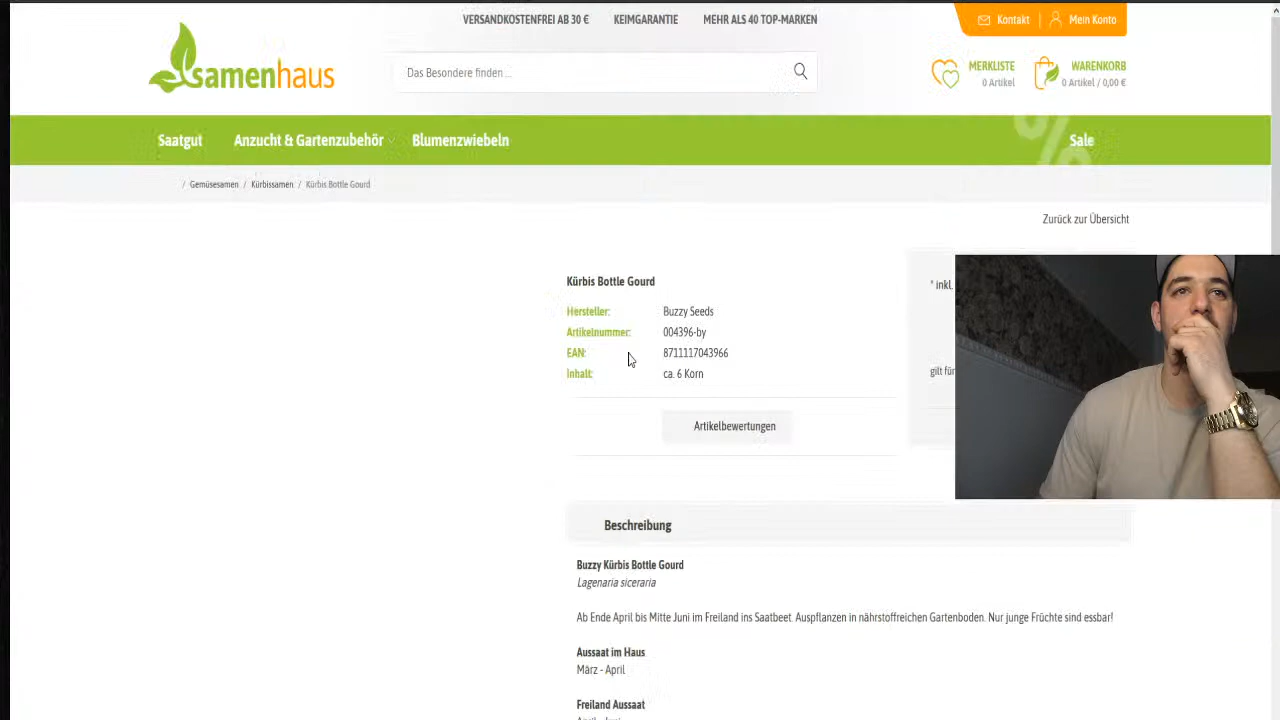 VERSANDKOSTENFREI AB 30 € KEIMGARANTIE MEHR ALS 40 TOP-MARKEN
Kontakt Mein Konto
samenhaus
Das Besondere finden ...
MERKLISTE
0 Artikel
WARENKORB
0 Artikel / 0,00 €
Saatgut Anzucht & Gartenzubehör Blumenzwiebeln % Sale
/ Gemüsesamen / Kürbissamen / Kürbis Bottle Gourd
Zurück zur Übersicht
Kürbis Bottle Gourd
* inkl.
Hersteller: Buzzy Seeds
Artikelnummer: 004396-by
EAN: 8711117043966
Inhalt: ca. 6 Korn
gilt für
Artikelbewertungen
Beschreibung
Buzzy Kürbis Bottle Gourd
Lagenaria siceraria
Ab Ende April bis Mitte Juni im Freiland ins Saatbeet. Auspflanzen in nährstoffreichen Gartenboden. Nur junge Früchte sind essbar!
Aussaat im Haus
März - April
Freiland Aussaat